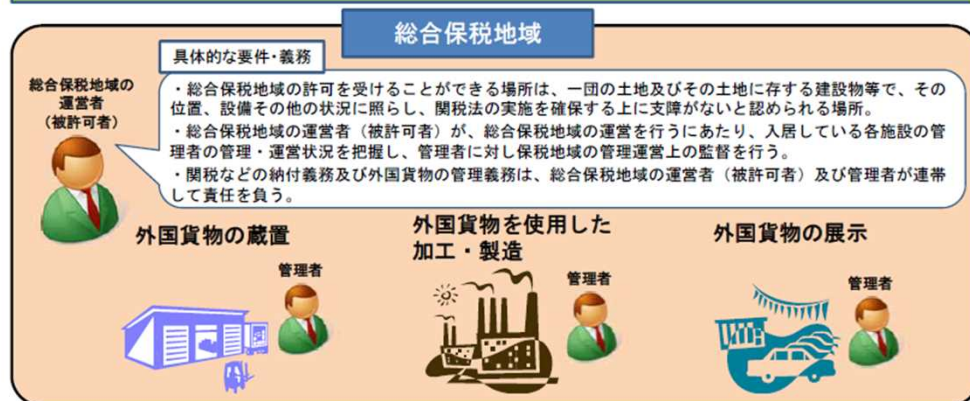 総合保税地域
具体的な要件・義務
総合保税地域の
運営者
（被許可者）
・総合保税地域の許可を受けることができる場所は、一団の土地及びその土地に存する建設物等で、その
位置、設備その他の状況に照らし、関税法の実施を確保する上に支障がないと認められる場所。
・総合保税地域の運営者（被許可者）が、総合保税地域の運営を行うにあたり、入居している各施設の管
理者の管理・運営状況を把握し、管理者に対し保税地域の管理運営上の監督を行う。
・関税などの納付義務及び外国貨物の管理義務は、総合保税地域の運営者（被許可者）及び管理者が連帯
して責任を負う。
外国貨物の蔵置
管理者
外国貨物を使用した
加工・製造
管理者
外国貨物の展示
管理者